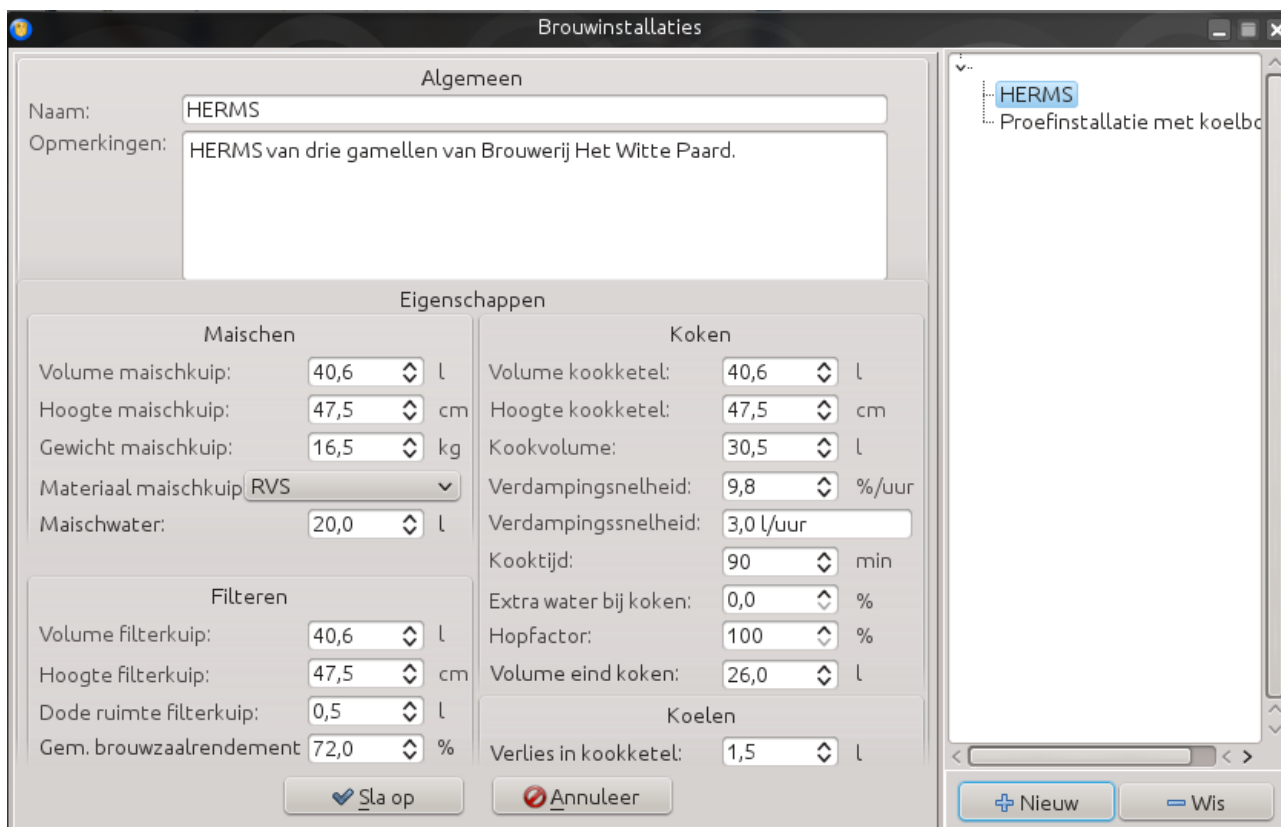 Brouwinstallaties
Algemeen
Naam: HERMS
Opmerkingen: HERMS van drie gamellen van Brouwerij Het Witte Paard.
Eigenschappen
Maischen
Volume maischkuip: 40,6 l
Hoogte maischkuip: 47,5 cm
Gewicht maischkuip: 16,5 kg
Materiaal maischkuip RVS
Maischwater: 20,0 l
Filteren
Volume filterkuip: 40,6 l
Hoogte filterkuip: 47,5 cm
Dode ruimte filterkuip: 0,5 l
Gem. brouwzaalrendement 72,0 %
Koken
Volume kookketel: 40,6 l
Hoogte kookketel: 47,5 cm
Kookvolume: 30,5 l
Verdampingsnelheid: 9,8 %/uur
Verdampingssnelheid: 3,0 l/uur
Kooktijd: 90 min
Extra water bij koken: 0,0 %
Hopfactor: 100 %
Volume eind koken: 26,0 l
Koelen
Verlies in kookketel: 1,5 l
Sla op
Annuleer
HERMS
Proefinstallatie met koelbo
Nieuw
Wis